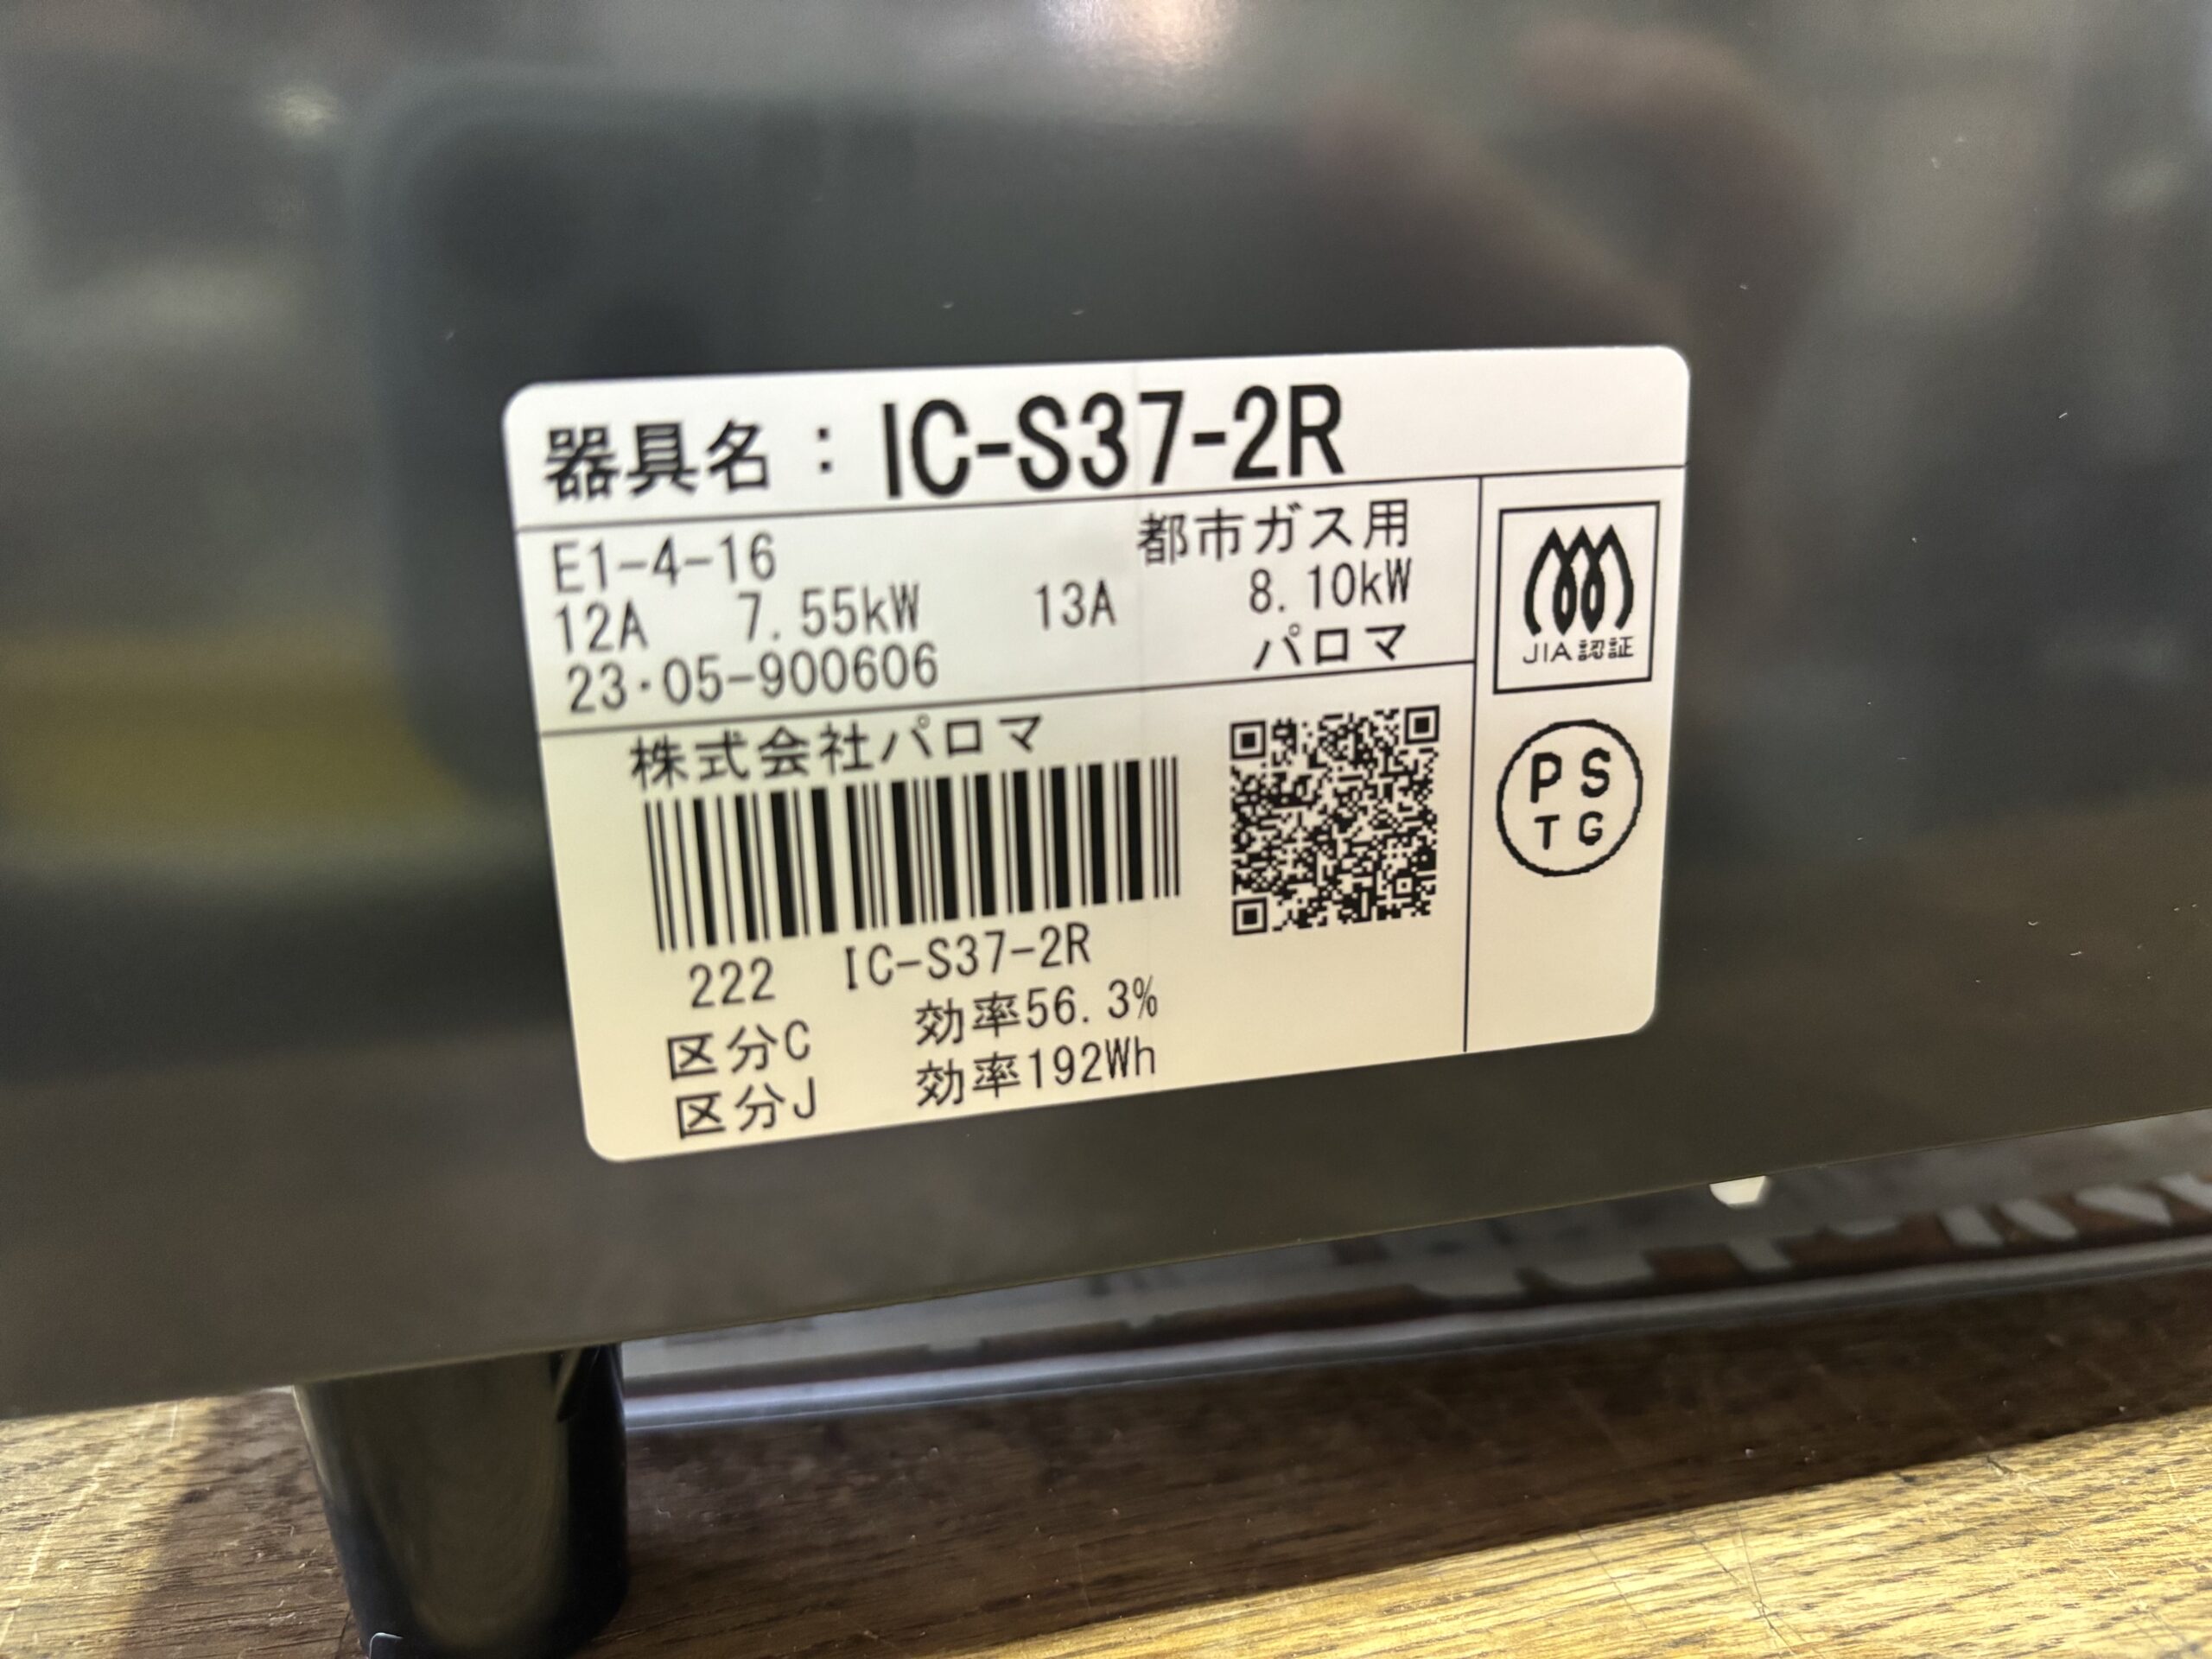 器具名：IC-S37-2R
E1-4-16 都市ガス用
12A 7.55kW 13A 8.10kW
23・05-900606 パロマ
株式会社パロマ
222 IC-S37-2R
区分C 効率56.3%
区分J 効率192Wh
JIA認証
PS
TG